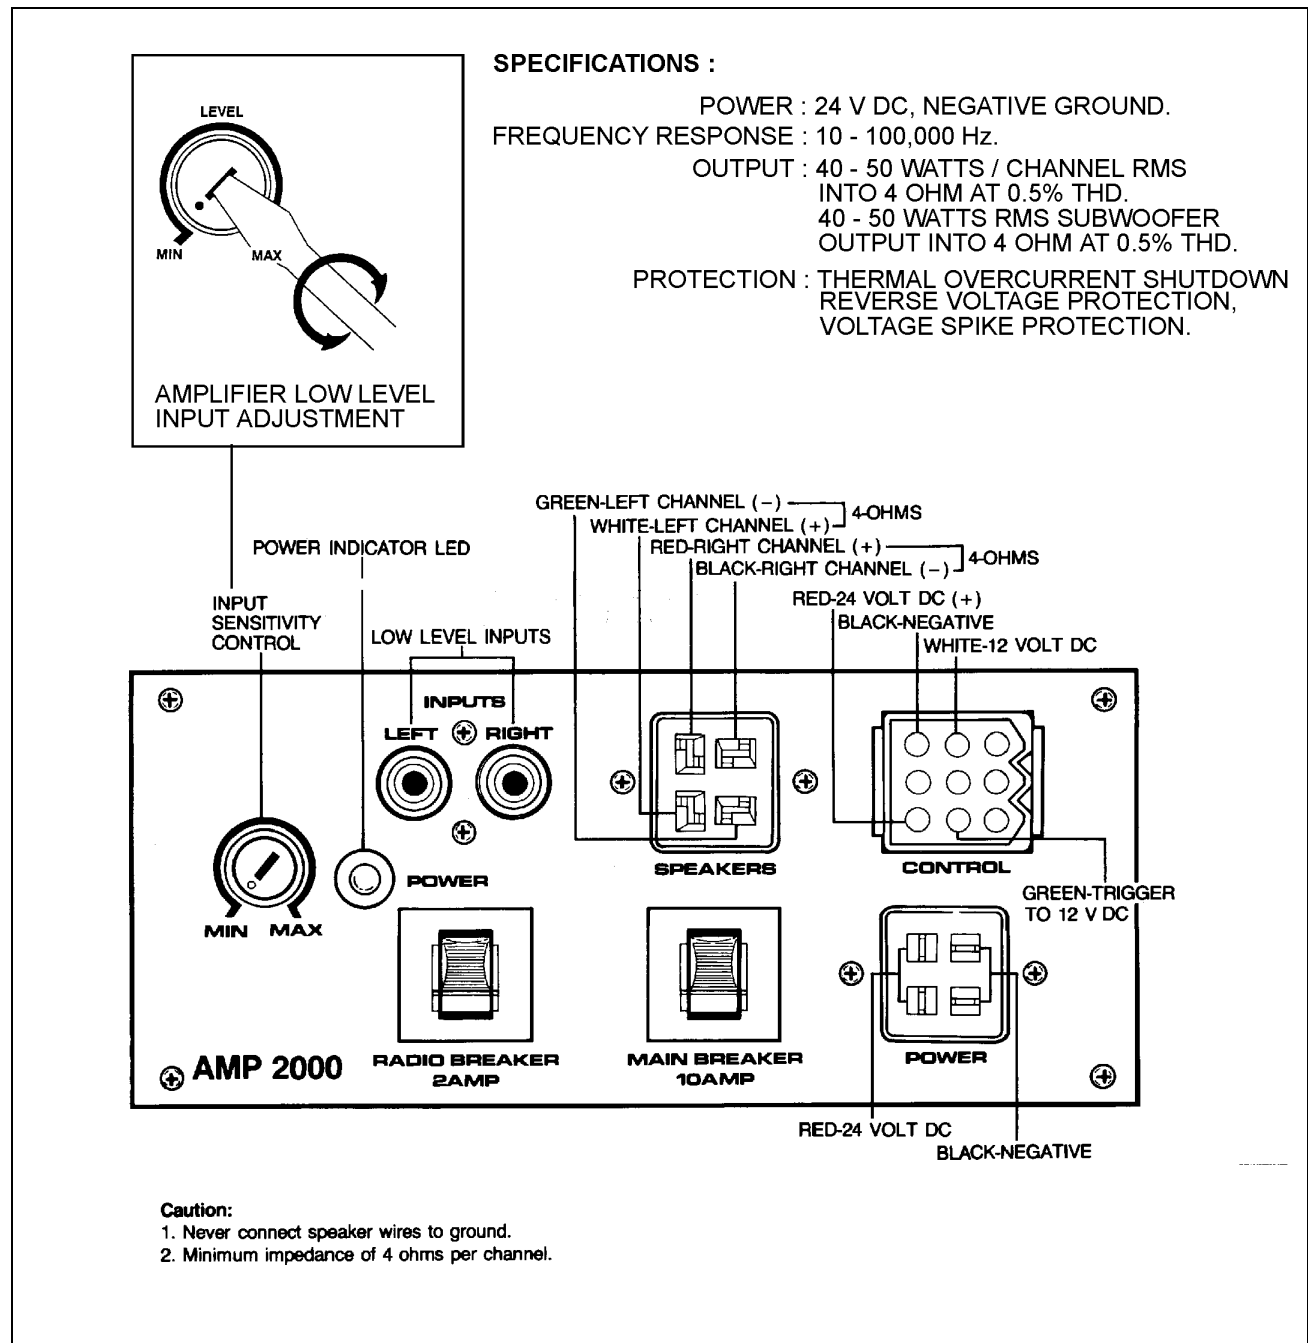 SPECIFICATIONS :
POWER : 24 V DC, NEGATIVE GROUND.
FREQUENCY RESPONSE : 10 - 100,000 Hz.
OUTPUT : 40 - 50 WATTS / CHANNEL RMS
INTO 4 OHM AT 0.5% THD.
40 - 50 WATTS RMS SUBWOOFER
OUTPUT INTO 4 OHM AT 0.5% THD.
PROTECTION : THERMAL OVERCURRENT SHUTDOWN
REVERSE VOLTAGE PROTECTION,
VOLTAGE SPIKE PROTECTION.
LEVEL
MIN
MAX
AMPLIFIER LOW LEVEL
INPUT ADJUSTMENT
GREEN-LEFT CHANNEL (−)
WHITE-LEFT CHANNEL (+)
4-OHMS
RED-RIGHT CHANNEL (+)
BLACK-RIGHT CHANNEL (−)
4-OHMS
POWER INDICATOR LED
RED-24 VOLT DC (+)
BLACK-NEGATIVE
WHITE-12 VOLT DC
INPUT
SENSITIVITY
CONTROL
LOW LEVEL INPUTS
INPUTS
LEFT
RIGHT
SPEAKERS
CONTROL
POWER
GREEN-TRIGGER
TO 12 V DC
MIN
MAX
RADIO BREAKER
2AMP
MAIN BREAKER
10AMP
POWER
AMP 2000
RED-24 VOLT DC
BLACK-NEGATIVE
Caution:
1. Never connect speaker wires to ground.
2. Minimum impedance of 4 ohms per channel.